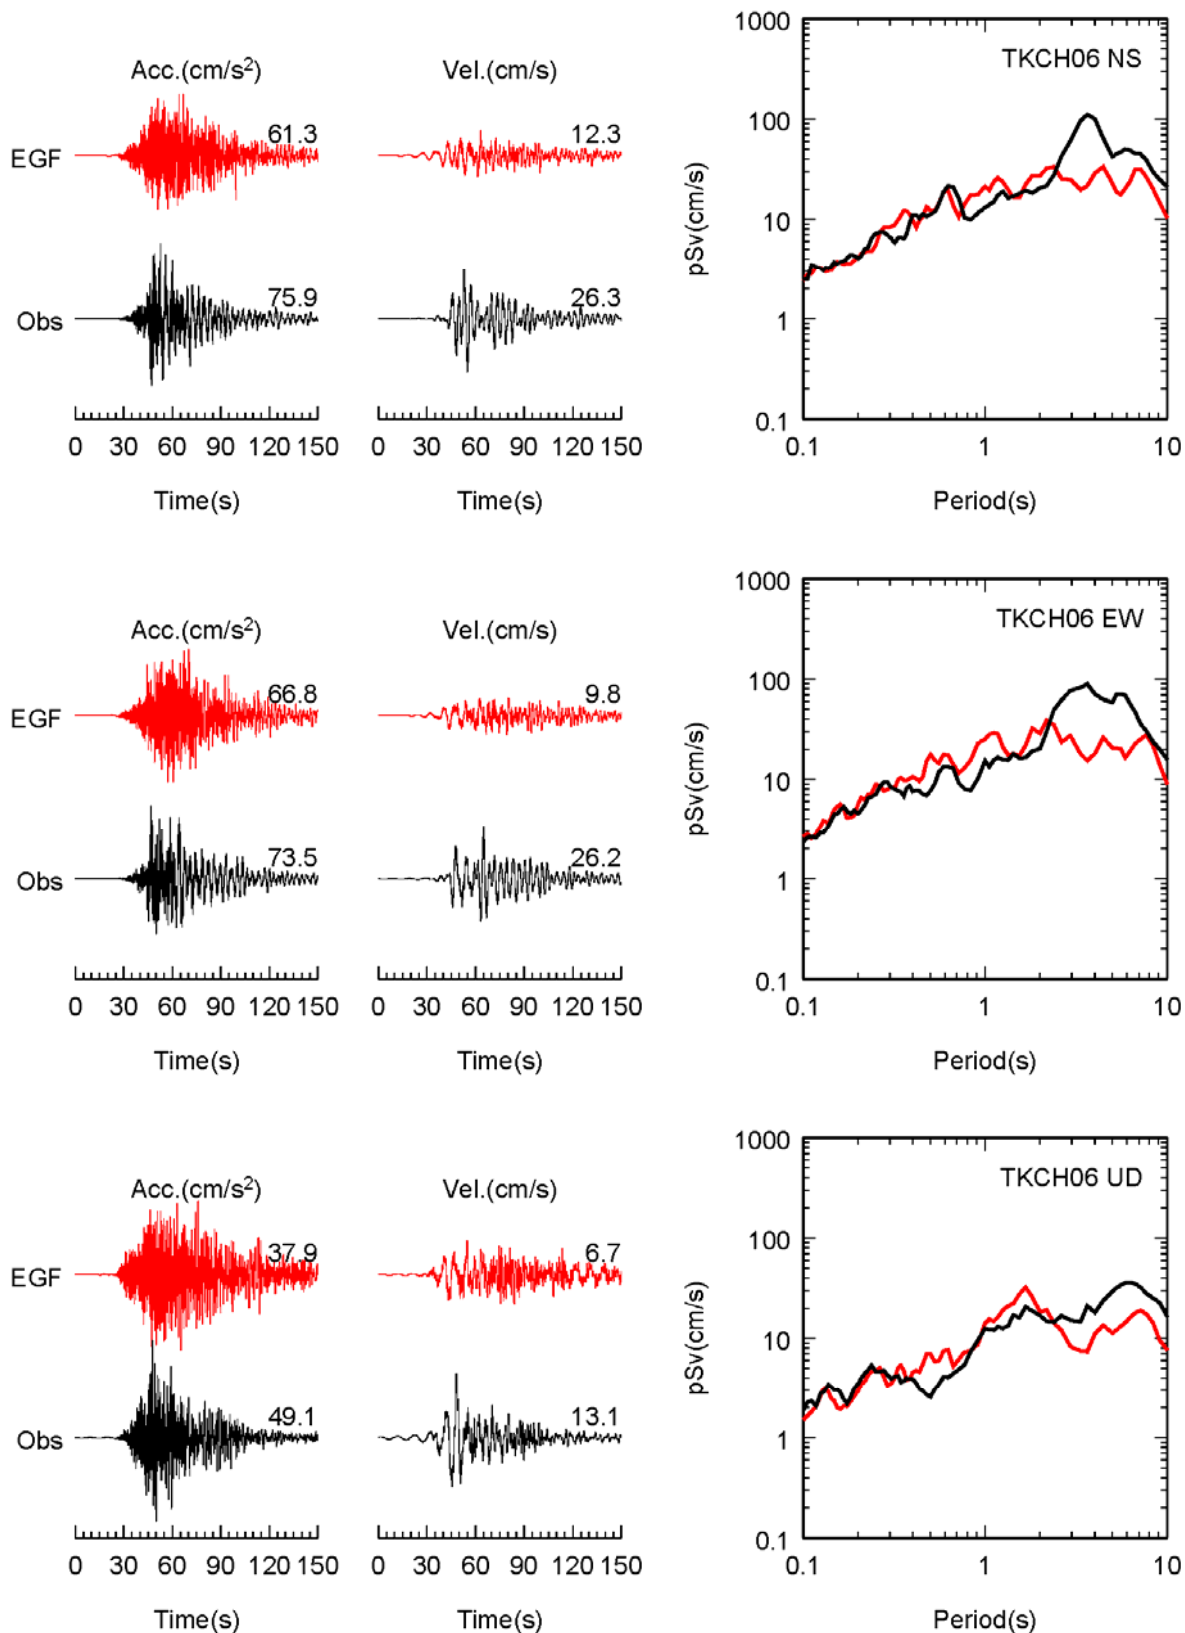 1000
Acc.(cm/s²) Vel.(cm/s) TKCH06 NS
100
EGF 61.3 12.3
pSv(cm/s)
10
Obs 75.9 26.3
1
0.1
0 30 60 90 120 150 0 30 60 90 120 150 0.1 1 10
Time(s) Time(s) Period(s)
1000
Acc.(cm/s²) Vel.(cm/s) TKCH06 EW
100
EGF 66.8 9.8
pSv(cm/s)
10
Obs 73.5 26.2
1
0.1
0 30 60 90 120 150 0 30 60 90 120 150 0.1 1 10
Time(s) Time(s) Period(s)
1000
Acc.(cm/s²) Vel.(cm/s) TKCH06 UD
100
EGF 37.9 6.7
pSv(cm/s)
10
Obs 49.1 13.1
1
0.1
0 30 60 90 120 150 0 30 60 90 120 150 0.1 1 10
Time(s) Time(s) Period(s)